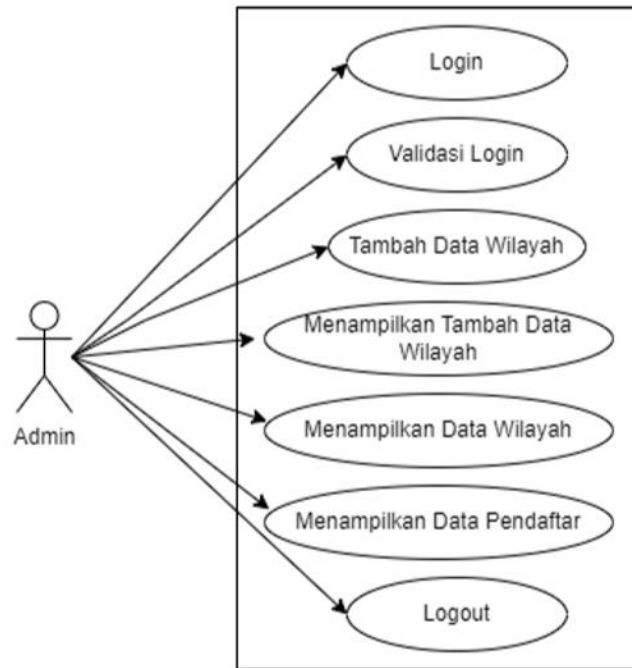 Login
Validasi Login
Tambah Data Wilayah
Menampilkan Tambah Data
Wilayah
Menampilkan Data Wilayah
Admin
Menampilkan Data Pendaftar
Logout